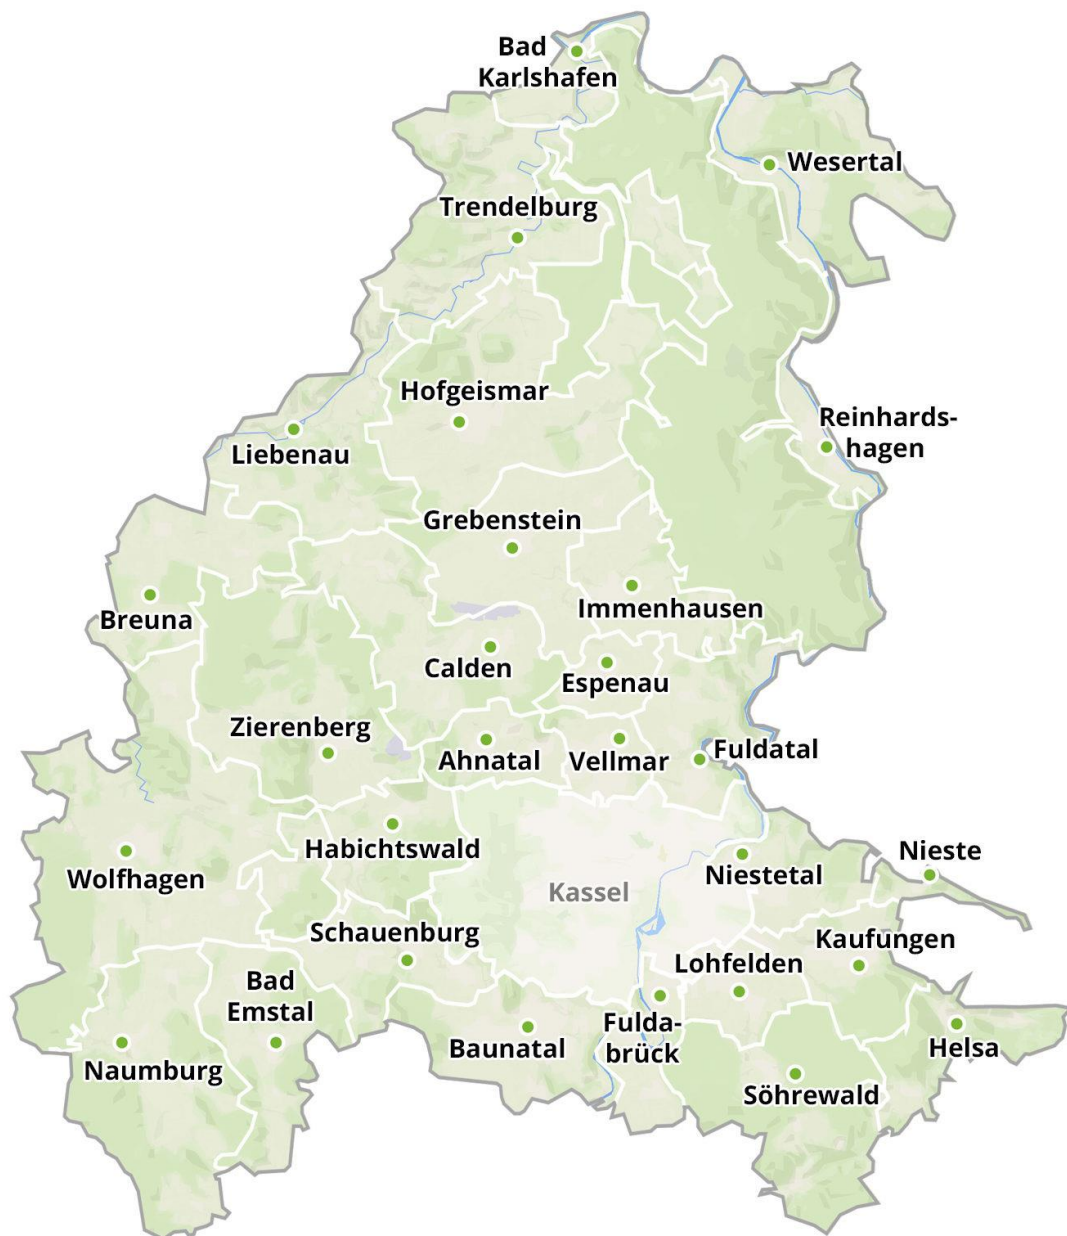 Bad
Karlshafen
Wesertal
Trendelburg
Hofgeismar
Reinhards-
hagen
Liebenau
Grebenstein
Immenhausen
Breuna
Calden
Espenau
Zierenberg
Ahnatal
Vellmar
Fuldatal
Habichtswald
Nieste
Wolfhagen
Niestetal
Kassel
Schauenburg
Kaufungen
Lohfelden
Bad
Emstal
Fulda-
brück
Baunatal
Helsa
Naumburg
Söhrewald